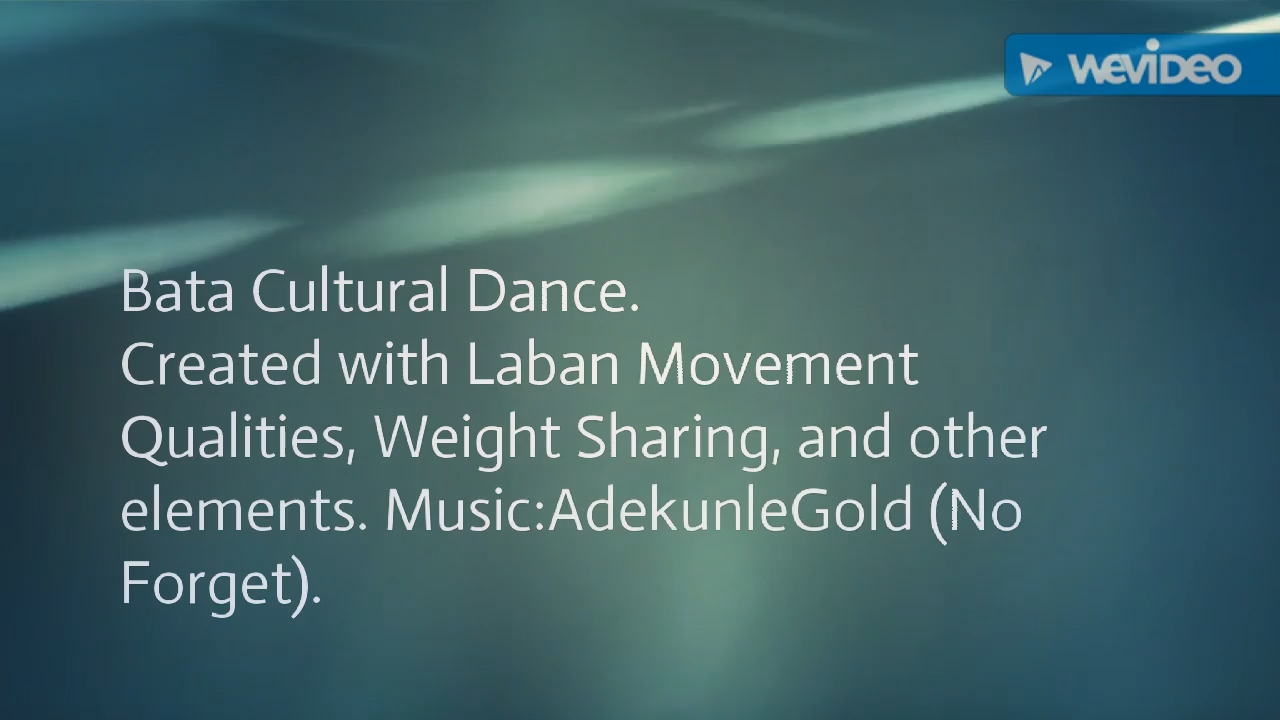 WEVIDEO
Bata Cultural Dance.
Created with Laban Movement
Qualities, Weight Sharing, and other
elements. Music:AdekunleGold (No
Forget).